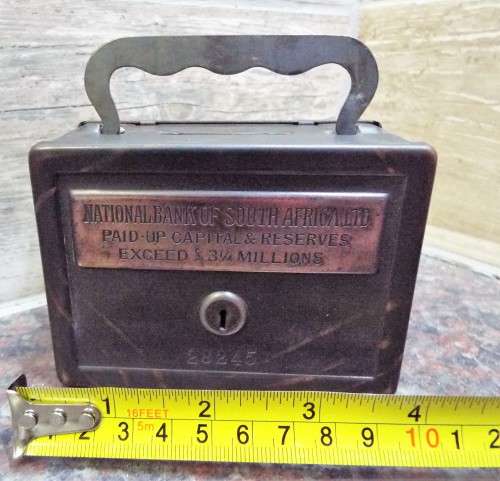 NATIONAL BANK OF SOUTH AFRICA LTD
PAID-UP CAPITAL & RESERVES
EXCEED £ 3¼ MILLIONS
28245
1 16FEET 2 3 4
2 3 5m 4 5 6 7 8 9 10 1 2